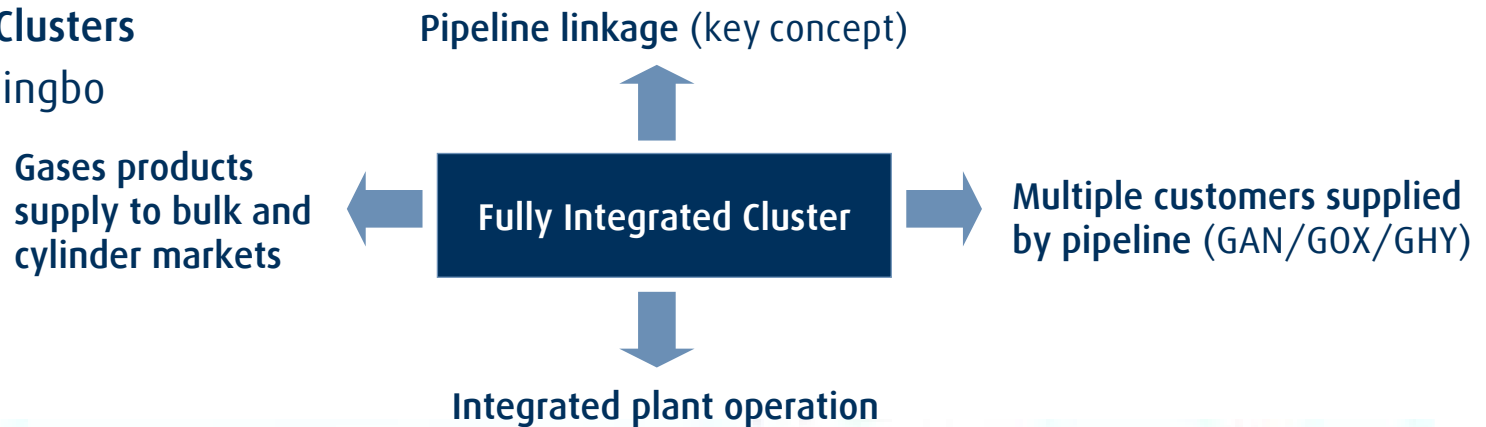 Clusters
ingbo
Pipeline linkage (key concept)
Gases products
supply to bulk and
cylinder markets
Fully Integrated Cluster
Multiple customers supplied
by pipeline (GAN/GOX/GHY)
Integrated plant operation